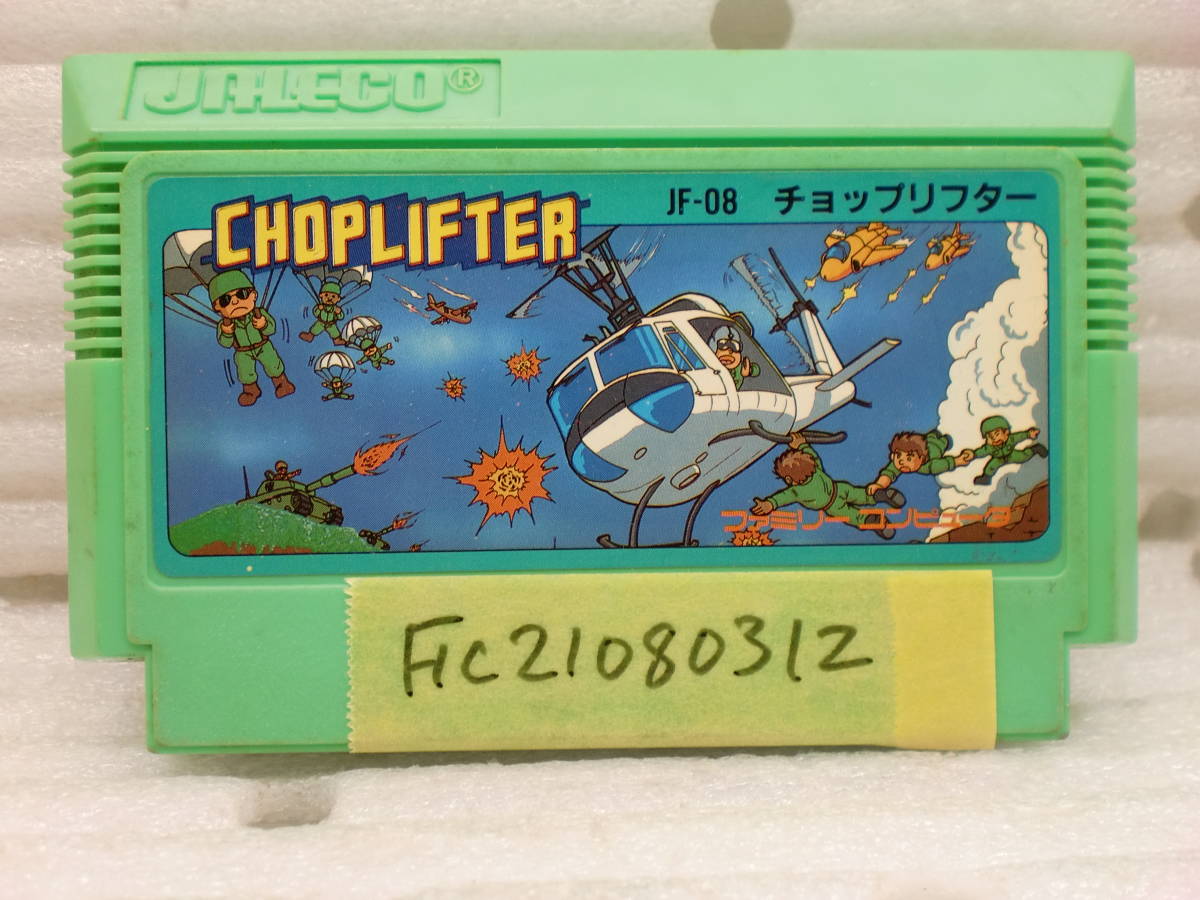 JALECO®
CHOPLIFTER
JF-08 チョップリフター
ファミリー コンピュータ
FIC21080312